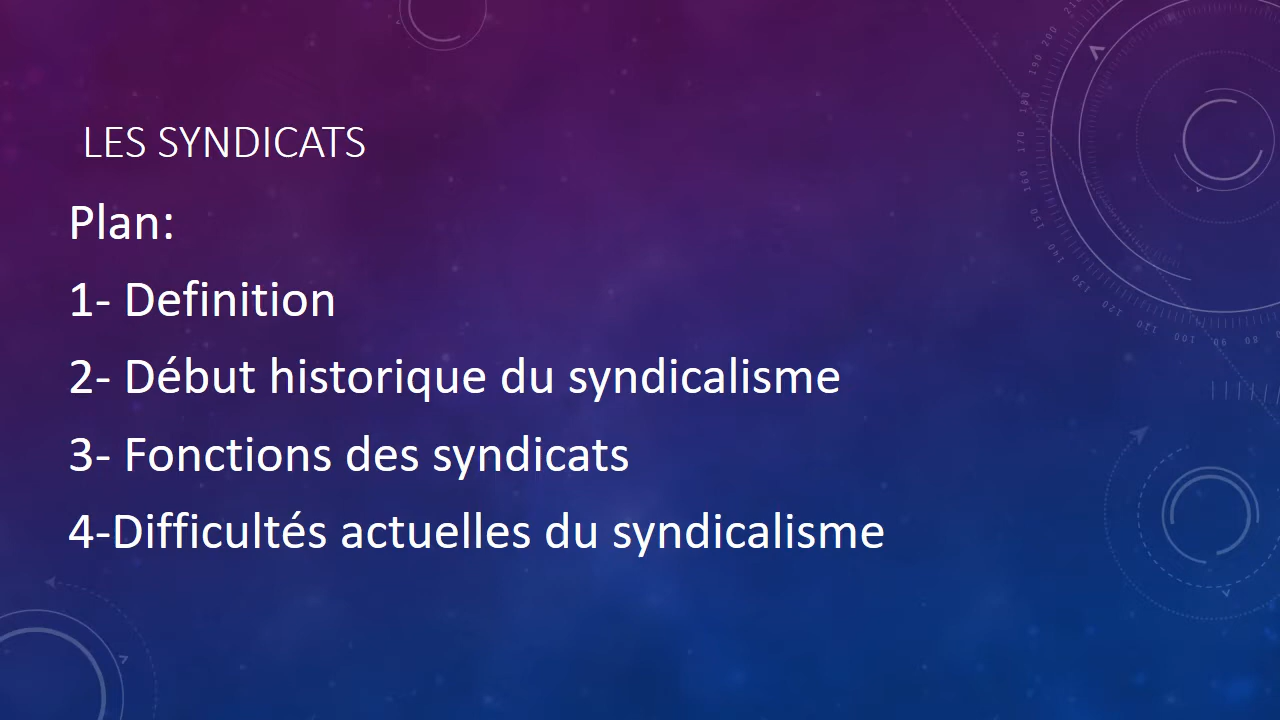 LES SYNDICATS
Plan:
1- Definition
2- Début historique du syndicalisme
3- Fonctions des syndicats
4-Difficultés actuelles du syndicalisme